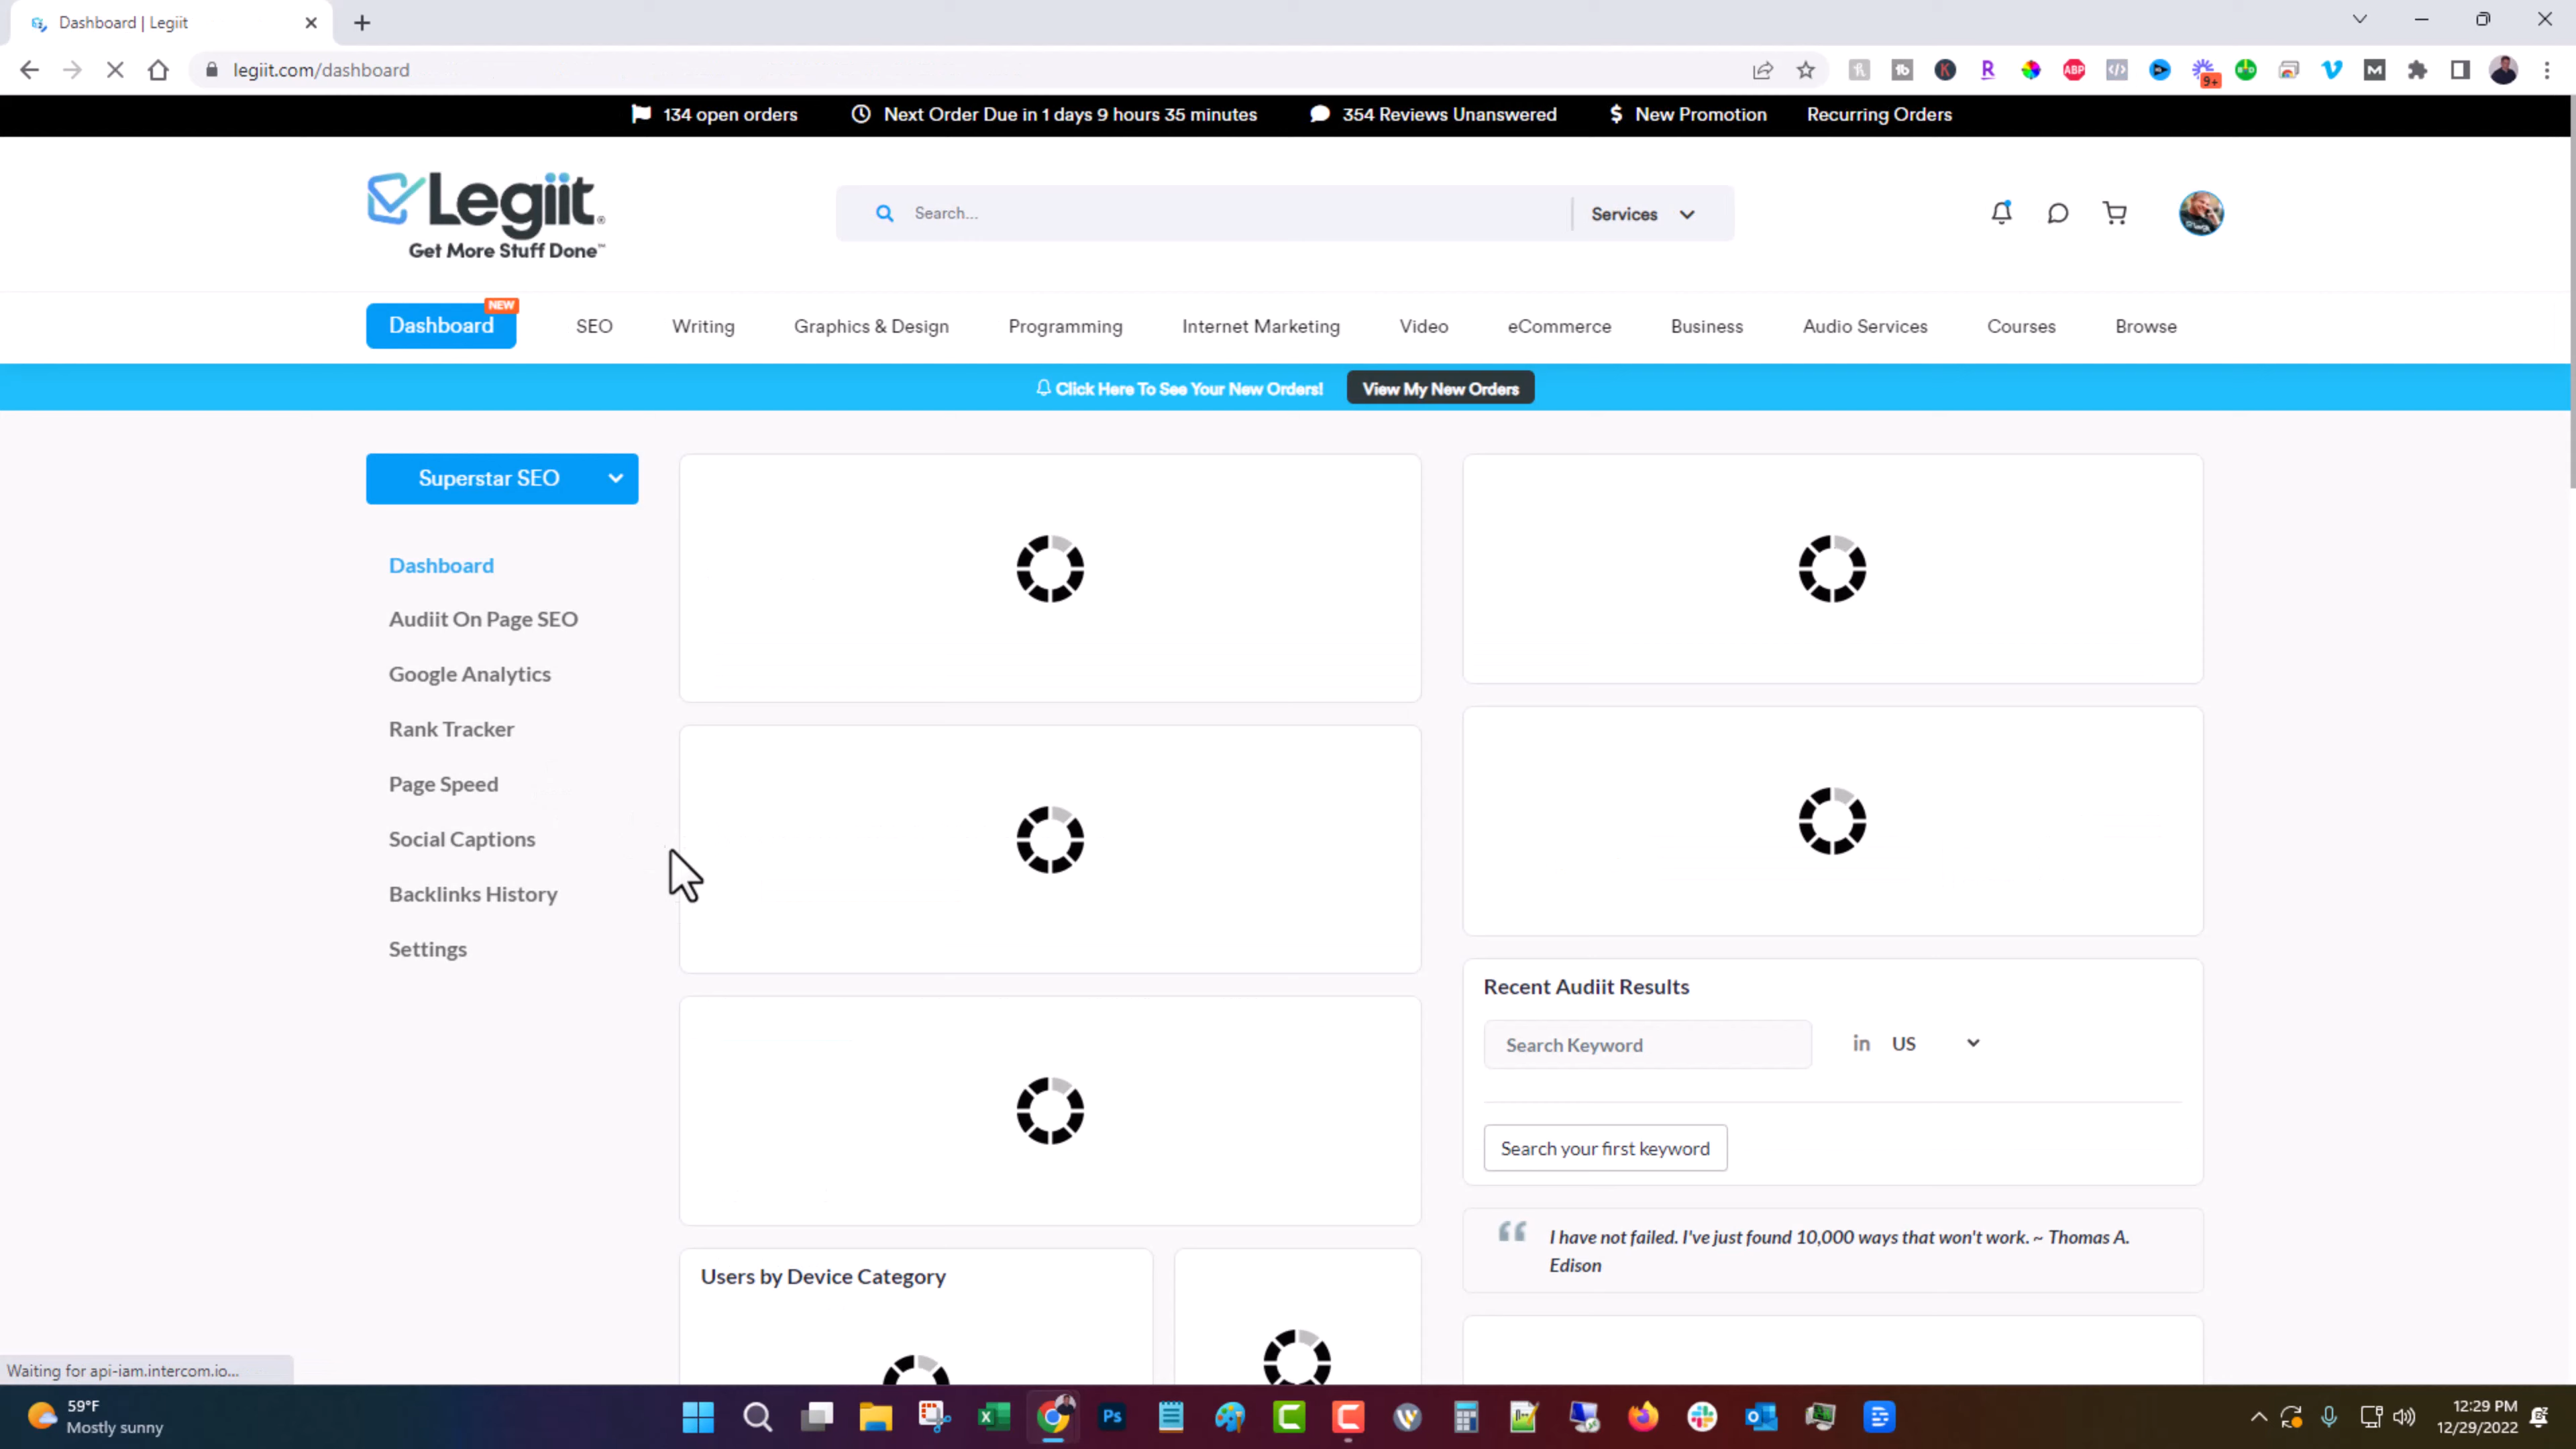 Dashboard | Legiit
legiit.com/dashboard
9+
134 open orders
Next Order Due in 1 days 9 hours 35 minutes
354 Reviews Unanswered
$ New Promotion
Recurring Orders
Legiit®
Get More Stuff Done™
Search...
Services
Dashboard
NEW
SEO
Writing
Graphics & Design
Programming
Internet Marketing
Video
eCommerce
Business
Audio Services
Courses
Browse
Click Here To See Your New Orders!
View My New Orders
Superstar SEO
Dashboard
Audiit On Page SEO
Google Analytics
Rank Tracker
Page Speed
Social Captions
Backlinks History
Settings
Recent Audiit Results
Search Keyword
in US
Search your first keyword
I have not failed. I've just found 10,000 ways that won't work. ~ Thomas A.
Edison
Users by Device Category
Waiting for api-iam.intercom.io...
59°F
Mostly sunny
Ps
12:29 PM
12/29/2022